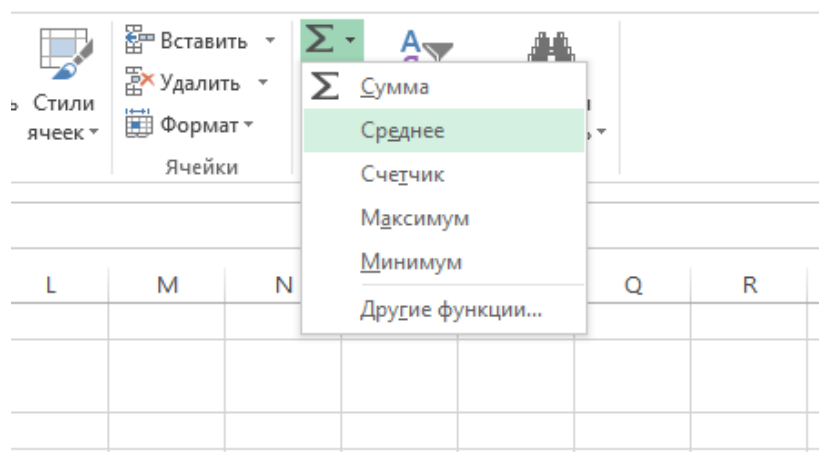 Вставить
Удалить
Формат
Стили
ячеек
Ячейки
Σ
А
Σ Сумма
Среднее
Счетчик
Максимум
Минимум
Другие функции...
L M N Q R